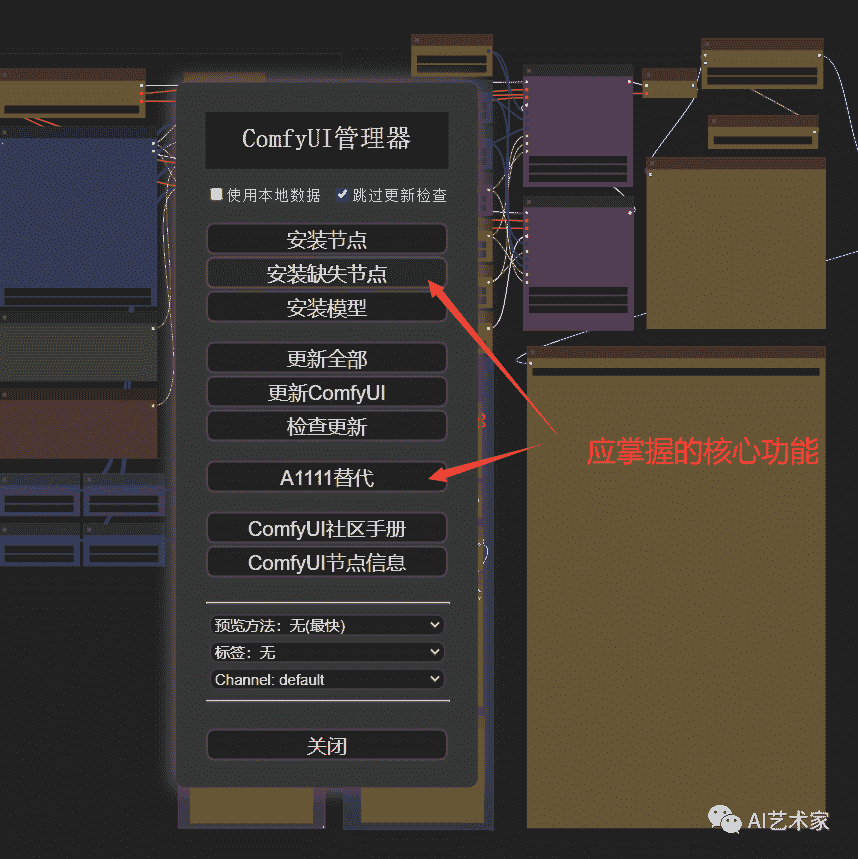 ComfyUI管理器
使用本地数据 跳过更新检查
安装节点
安装缺失节点
安装模型
更新全部
更新ComfyUI
检查更新
A1111替代
ComfyUI社区手册
ComfyUI节点信息
预览方法：无(最快)
标签：无
Channel: default
关闭
应掌握的核心功能
AI艺术家